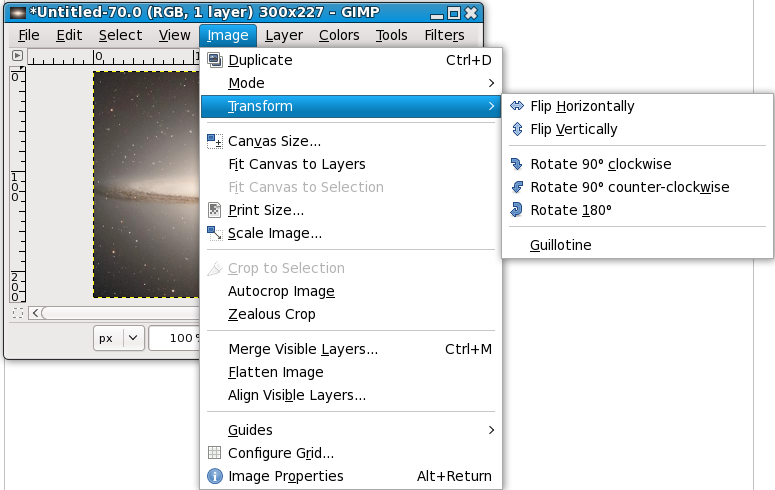 *Untitled-70.0 (RGB, 1 layer) 300x227 – GIMP
File Edit Select View Image Layer Colors Tools Filters
0 1
0
100
200
px 100 %
Duplicate Ctrl+D
Mode
Transform
Canvas Size...
Fit Canvas to Layers
Fit Canvas to Selection
Print Size...
Scale Image...
Crop to Selection
Autocrop Image
Zealous Crop
Merge Visible Layers... Ctrl+M
Flatten Image
Align Visible Layers...
Guides
Configure Grid...
Image Properties Alt+Return
Flip Horizontally
Flip Vertically
Rotate 90° clockwise
Rotate 90° counter-clockwise
Rotate 180°
Guillotine